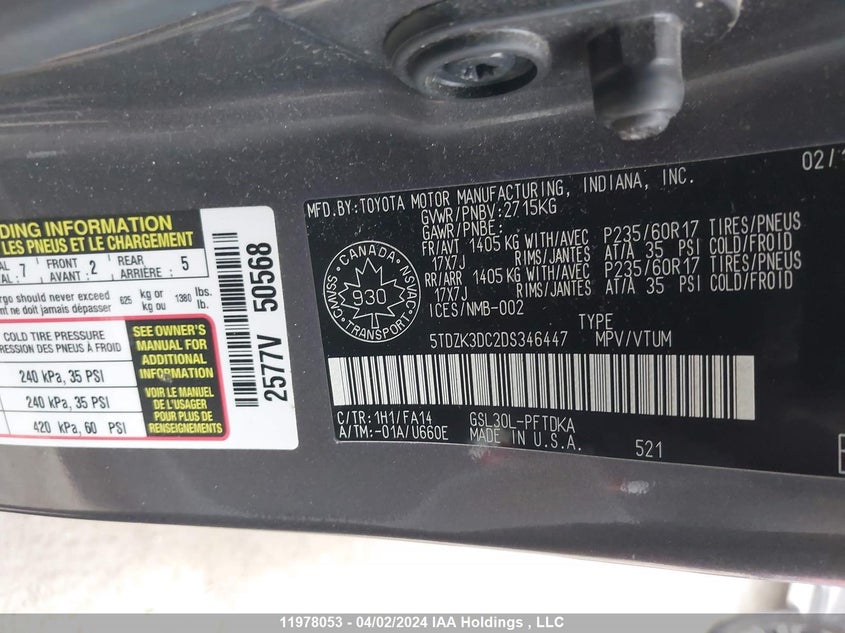 DING INFORMATION
LES PNEUS ET LE CHARGEMENT
AL 7 FRONT AVANT : 2 REAR ARRIÈRE : 5
rgo should never exceed 625 kg or 1380 lbs.
nt ne doit jamais dépasser kg ou lb.
COLD TIRE PRESSURE
RESSION DES PNEUS À FROID
240 kPa, 35 PSI
240 kPa, 35 PSI
420 kPa, 60 PSI
SEE OWNER'S
MANUAL FOR
ADDITIONAL
INFORMATION
VOIR LE MANUEL
DE L'USAGER
POUR PLUS DE
RENSEIGNEMENTS
2577V 50568
02/1
MFD.BY:TOYOTA MOTOR MANUFACTURING, INDIANA, INC.
GVWR/PNBV:2715KG
GAWR/PNBE:
FR/AVT 1405 KG WITH/AVEC P235/60R17 TIRES/PNEUS
17X7J RIMS/JANTES AT/A 35 PSI COLD/FROID
RR/ARR 1405 KG WITH/AVEC P235/60R17 TIRES/PNEUS
17X7J RIMS/JANTES AT/A 35 PSI COLD/FROID
ICES/NMB-002
CANADA
CMVSS
NSVAC
930
TRANSPORT
TYPE
5TDZK3DC2DS346447 MPV/VTUM
C/TR:1H1/FA14 GSL30L-PFTDKA
A/TM:-01A/U660E MADE IN U.S.A.
521
11978053 - 04/02/2024 IAA Holdings , LLC